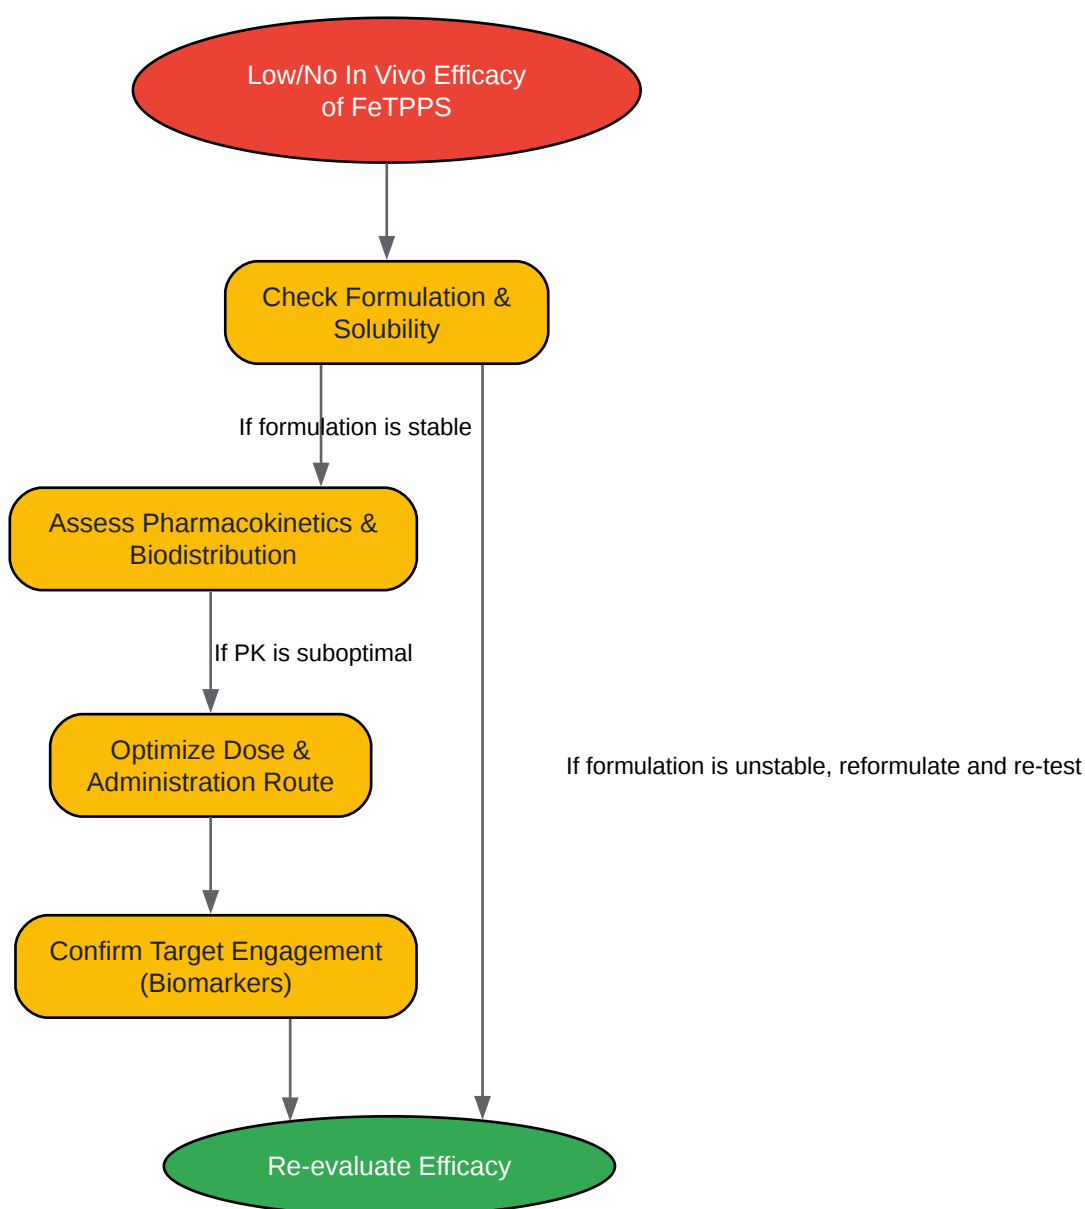 Low/No In Vivo Efficacy
of FeTPPS
Check Formulation &
Solubility
If formulation is stable
Assess Pharmacokinetics &
Biodistribution
If PK is suboptimal
Optimize Dose &
Administration Route
If formulation is unstable, reformulate and re-test
Confirm Target Engagement
(Biomarkers)
Re-evaluate Efficacy